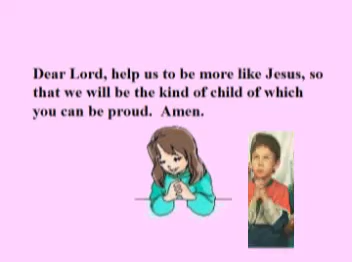 Dear Lord, help us to be more like Jesus, so
that we will be the kind of child of which
you can be proud.  Amen.